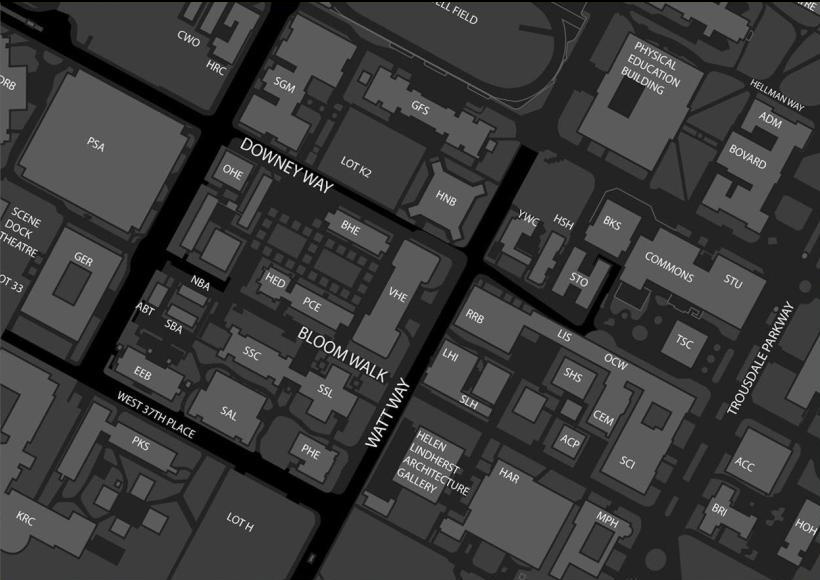 LL FIELD
CWO
HRC
PHYSICAL
EDUCATION
BUILDING
HELLMAN WAY
ORB
SGM
GFS
ADM
PSA
DOWNEY WAY
LOT K2
BOVARD
OHE
HNB
SCENE
DOCK
THEATRE
YWC
HSH
BKS
BHE
GER
COMMONS
STU
OT 33
NBA
HED
PCE
VHE
STO
ABT
SBA
RRB
LIS
TSC
BLOOM WALK
SSC
LHI
OCW
TROUSDALE PARKWAY
EEB
SSL
SHS
WEST 37TH PLACE
SAL
WATT WAY
SLH
CEM
PKS
PHE
HELEN
LINDHERST
ARCHITECTURE
GALLERY
ACP
SCI
ACC
HAR
KRC
LOT H
MPH
BRI
HOH